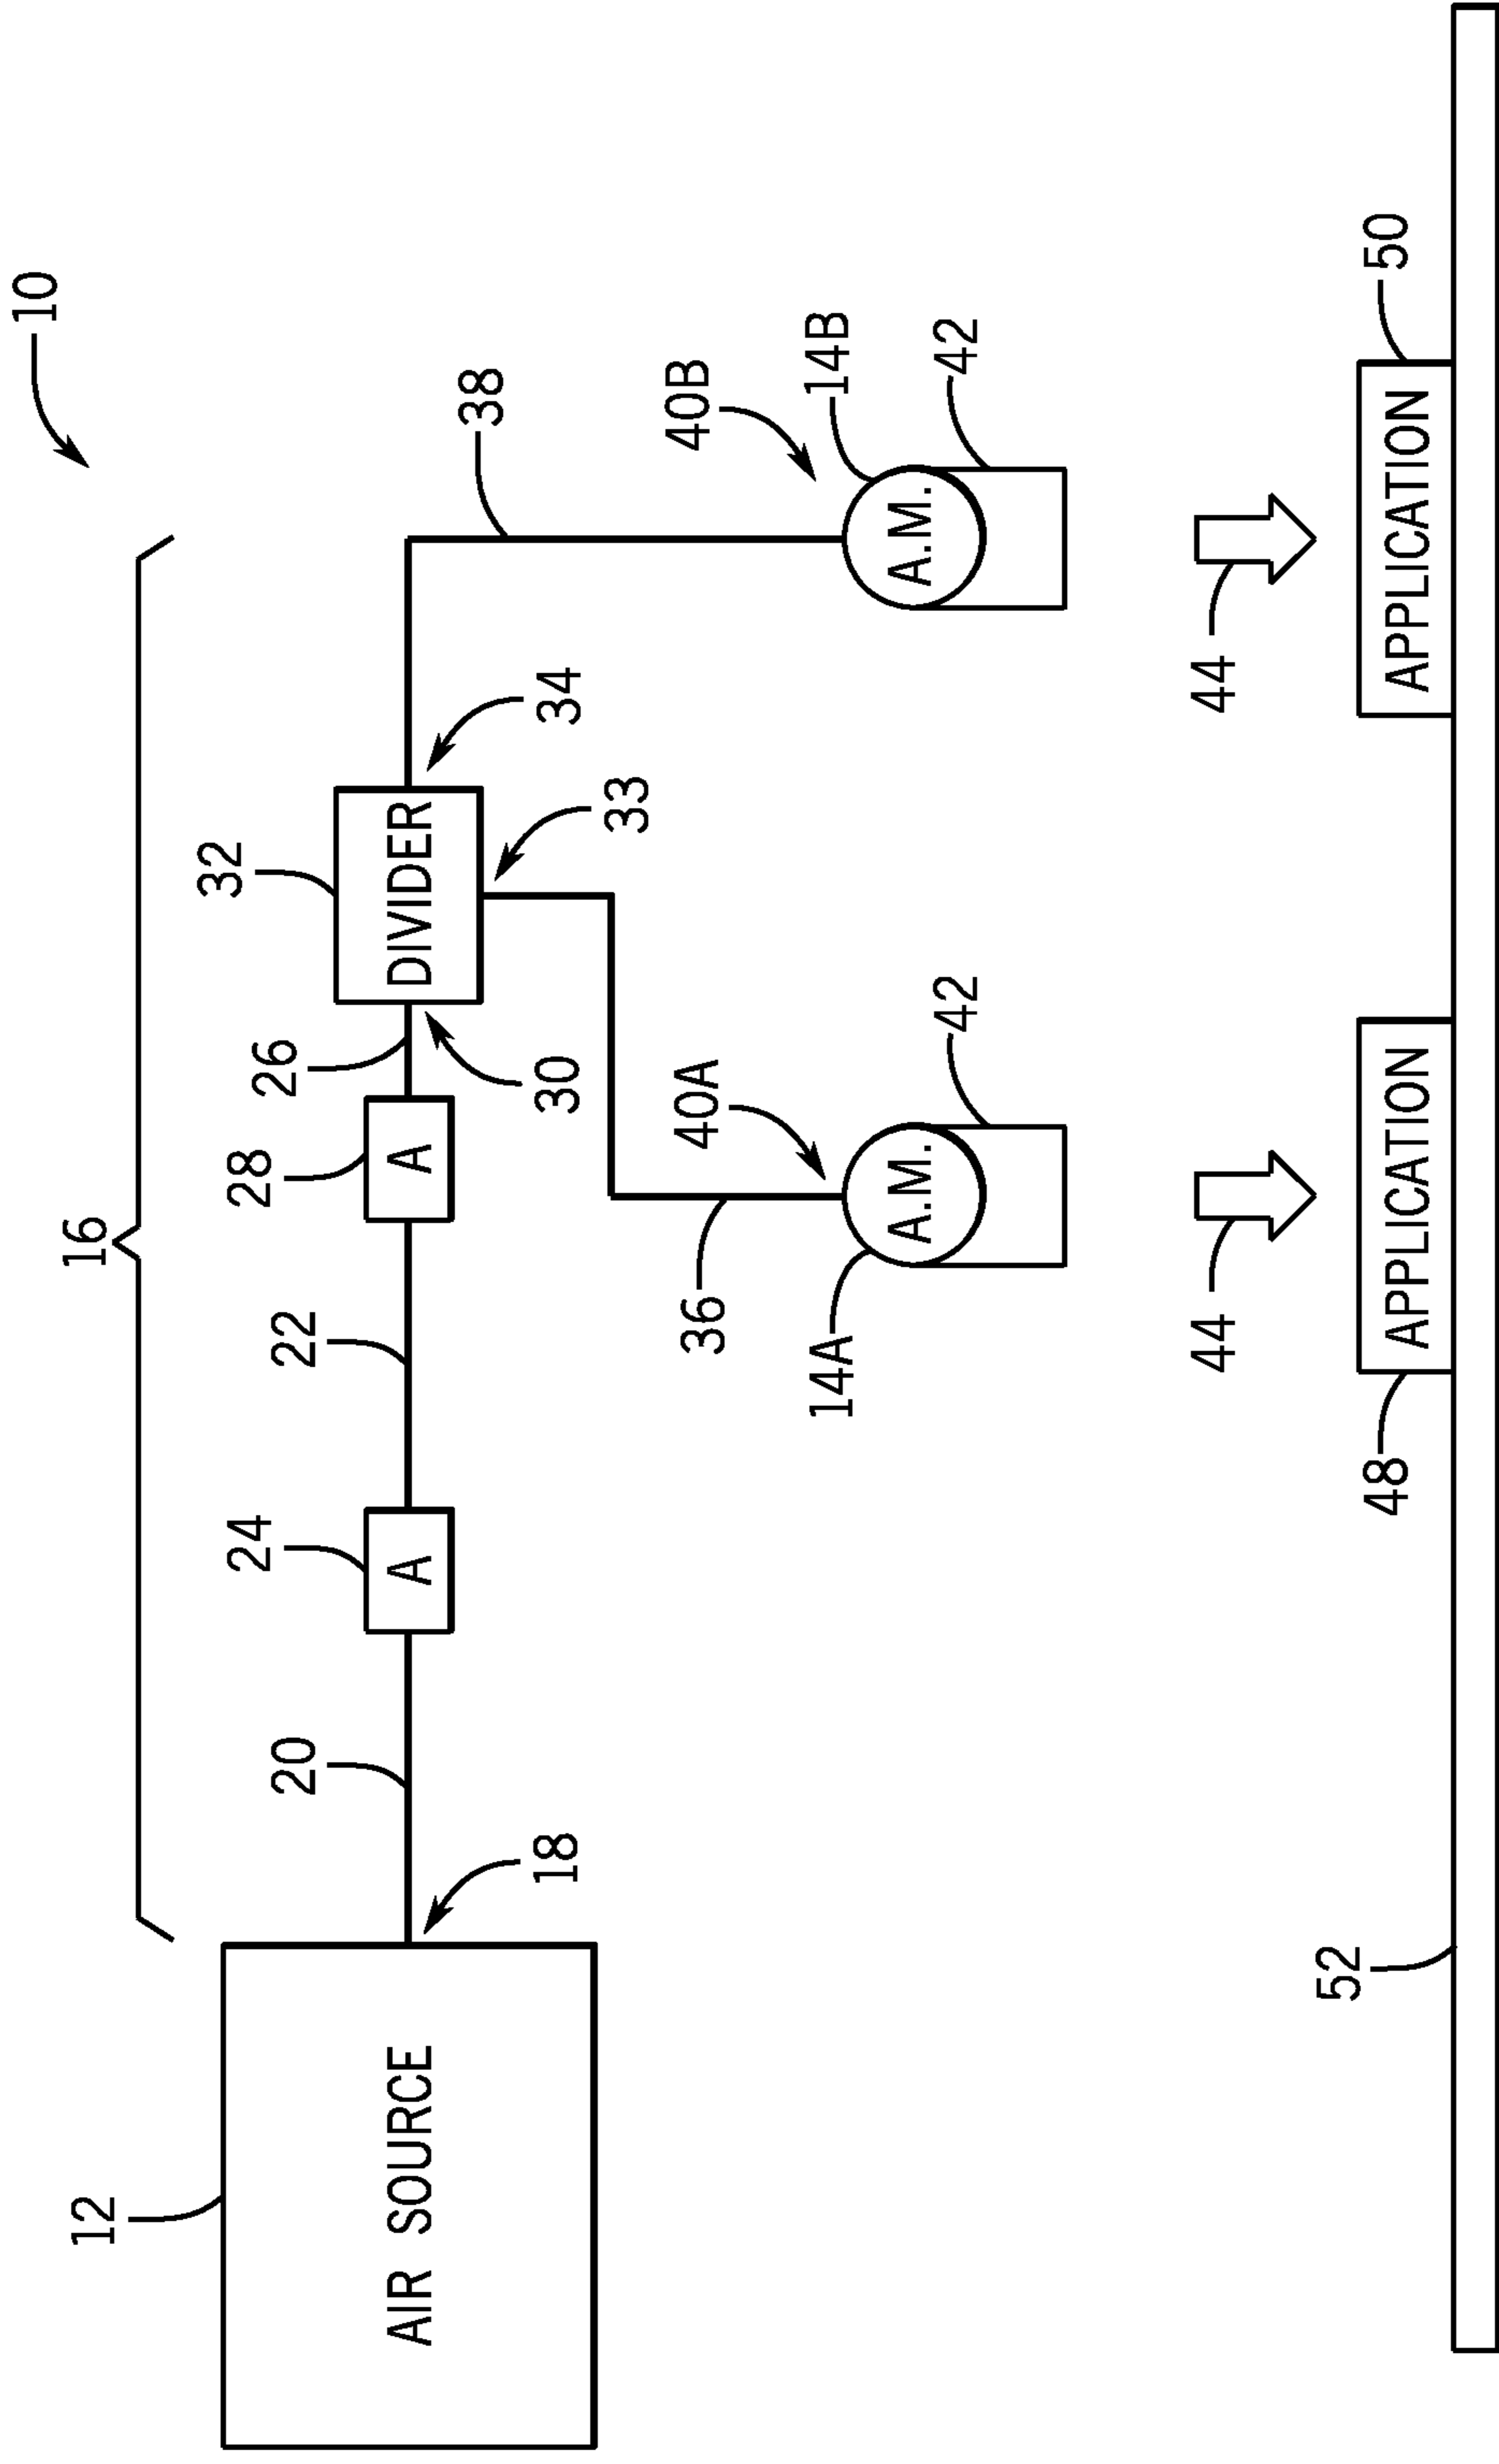 10
16
12
AIR SOURCE
18
20
24
A
22
28
A
26
30
32
DIVIDER
34
33
38
36
40A
14A
A.M.
42
40B
14B
A.M.
42
44
44
48
APPLICATION
50
APPLICATION
52